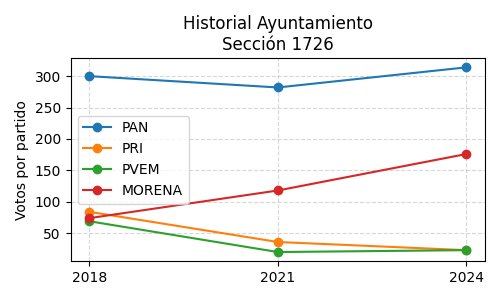 Historial Ayuntamiento
Sección 1726
Votos por partido
300
250
200
150
100
50
PAN
PRI
PVEM
MORENA
2018
2021
2024